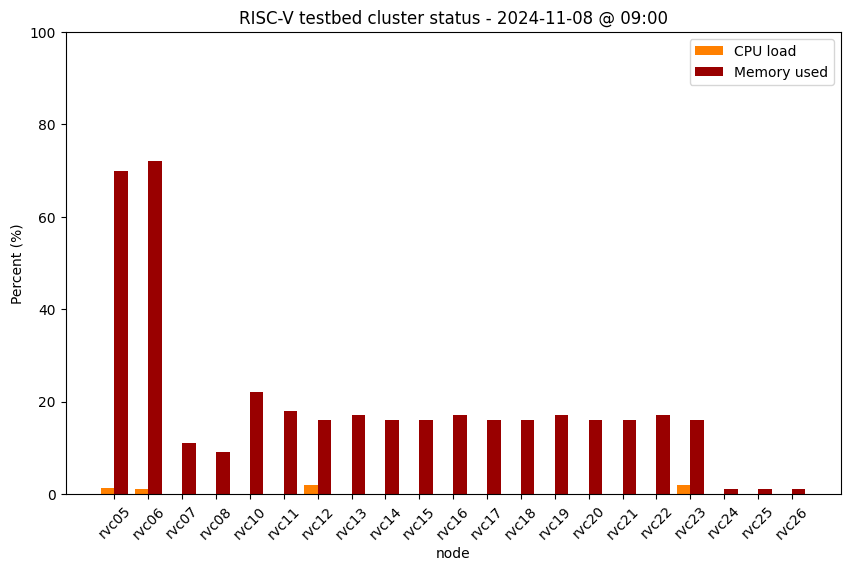 RISC-V testbed cluster status - 2024-11-08 @ 09:00
CPU load
Memory used
Percent (%)
100
80
60
40
20
0
rvc05 rvc06 rvc07 rvc08 rvc10 rvc11 rvc12 rvc13 rvc14 rvc15 rvc16 rvc17 rvc18 rvc19 rvc20 rvc21 rvc22 rvc23 rvc24 rvc25 rvc26
node